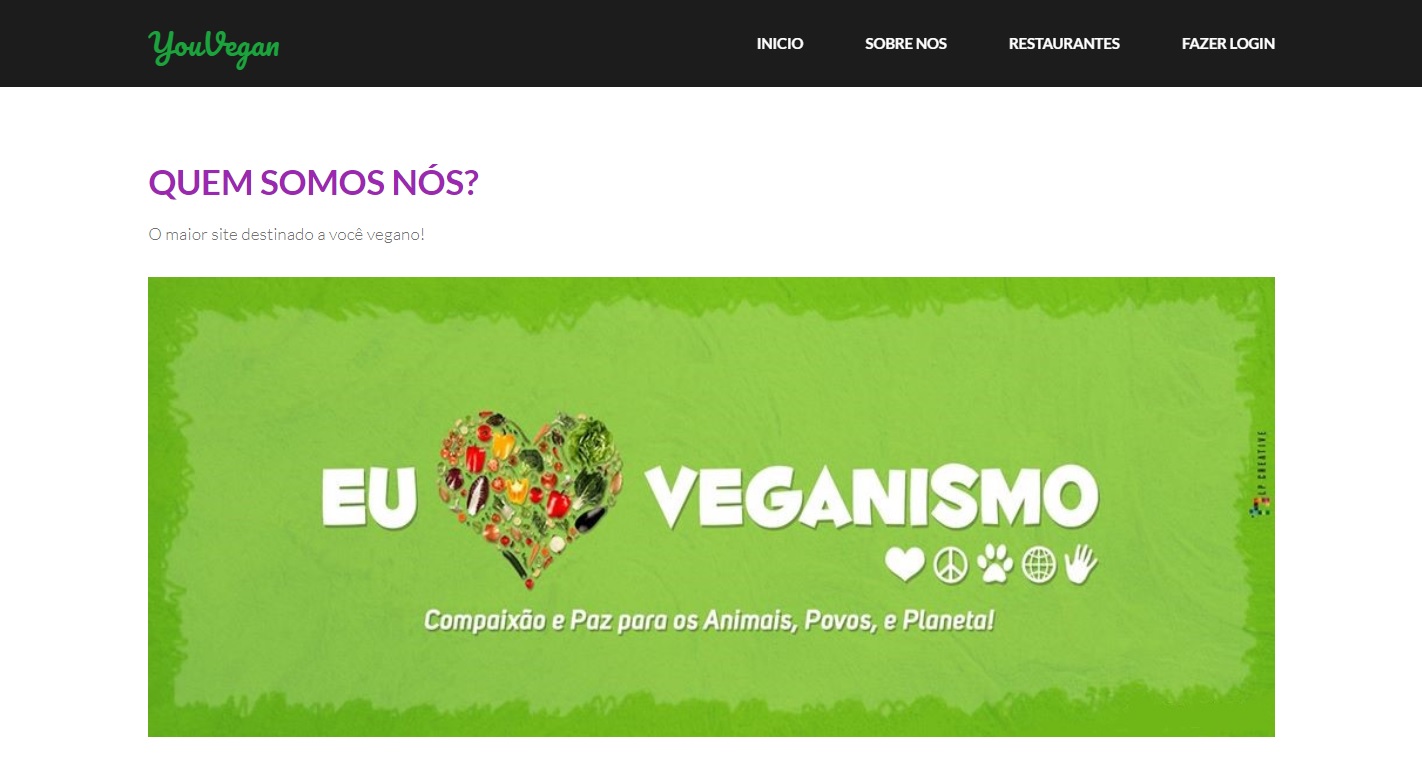 YouVegan
INICIO
SOBRE NOS
RESTAURANTES
FAZER LOGIN
QUEM SOMOS NÓS?
O maior site destinado a você vegano!
EU VEGANISMO
Compaixão e Paz para os Animais, Povos, e Planeta!
LP CREATIVE